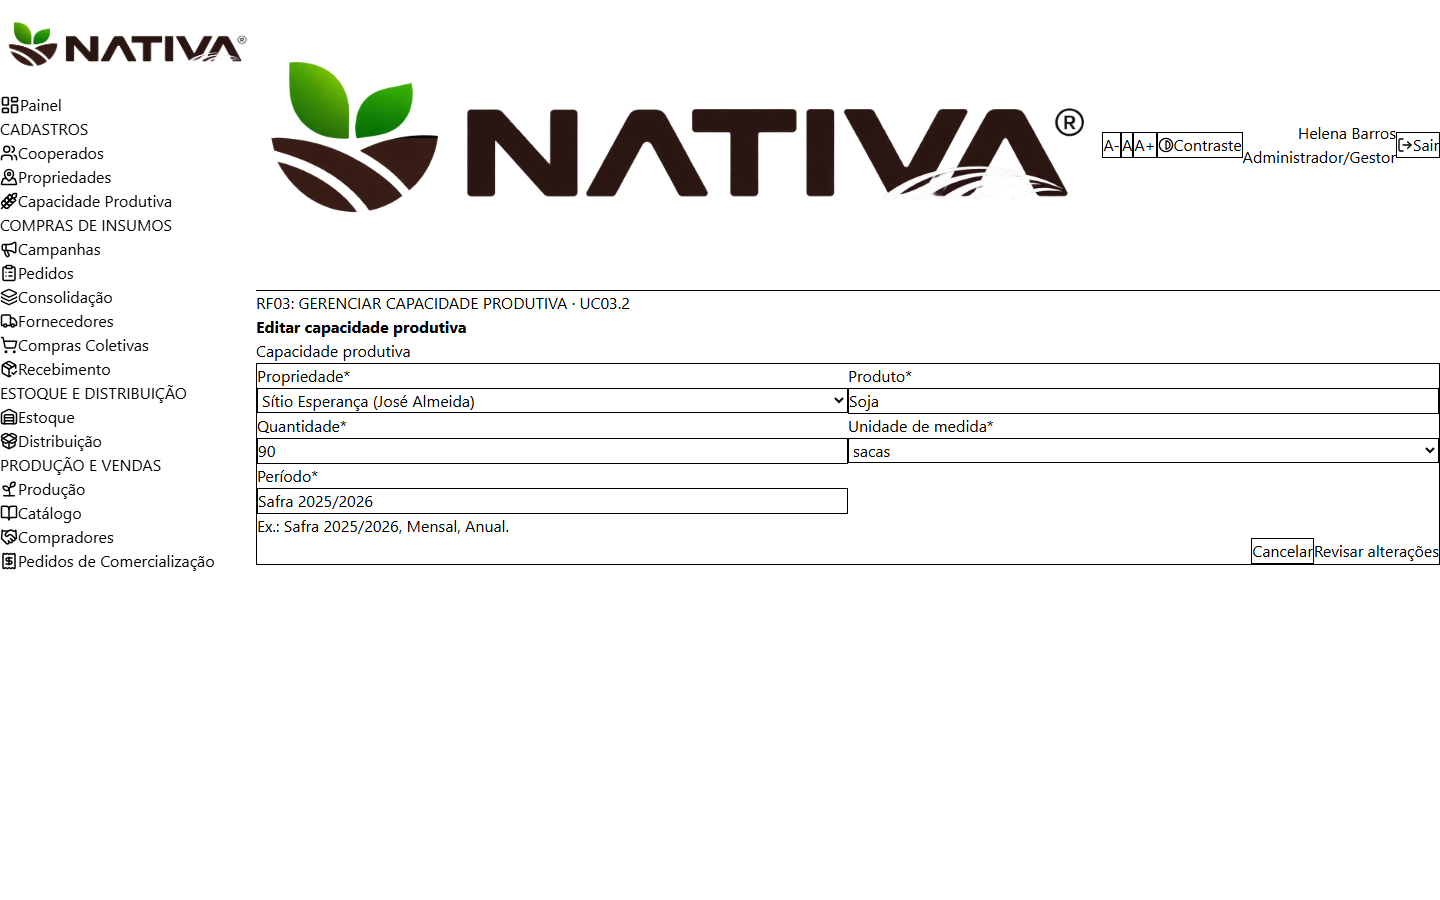 NATIVA®
Painel
CADASTROS
Cooperados
Propriedades
Capacidade Produtiva
COMPRAS DE INSUMOS
Campanhas
Pedidos
Consolidação
Fornecedores
Compras Coletivas
Recebimento
ESTOQUE E DISTRIBUIÇÃO
Estoque
Distribuição
PRODUÇÃO E VENDAS
Produção
Catálogo
Compradores
Pedidos de Comercialização
NATIVA®
A- A A+ Contraste
Helena Barros
Administrador/Gestor
Sair
RF03: GERENCIAR CAPACIDADE PRODUTIVA · UC03.2
Editar capacidade produtiva
Capacidade produtiva
Propriedade* Produto*
Sítio Esperança (José Almeida) Soja
Quantidade* Unidade de medida*
90 sacas
Período*
Safra 2025/2026
Ex.: Safra 2025/2026, Mensal, Anual.
Cancelar Revisar alterações